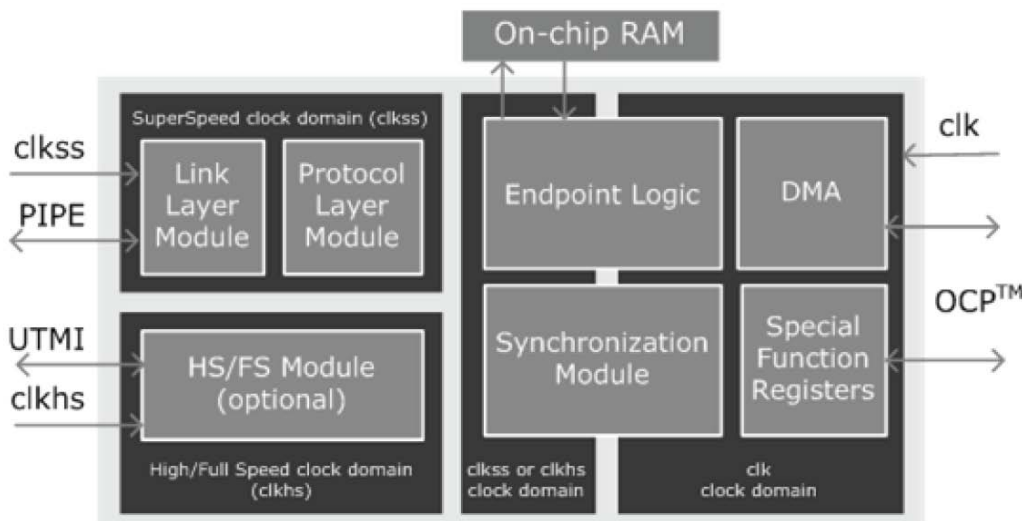 On-chip RAM
SuperSpeed clock domain (clkss)
clkss
PIPE
Link
Layer
Module
Protocol
Layer
Module
Endpoint Logic
DMA
clk
UTMI
clkhs
HS/FS Module
(optional)
Synchronization
Module
Special
Function
Registers
OCP™
High/Full Speed clock domain
(clkhs)
clkss or clkhs
clock domain
clk
clock domain